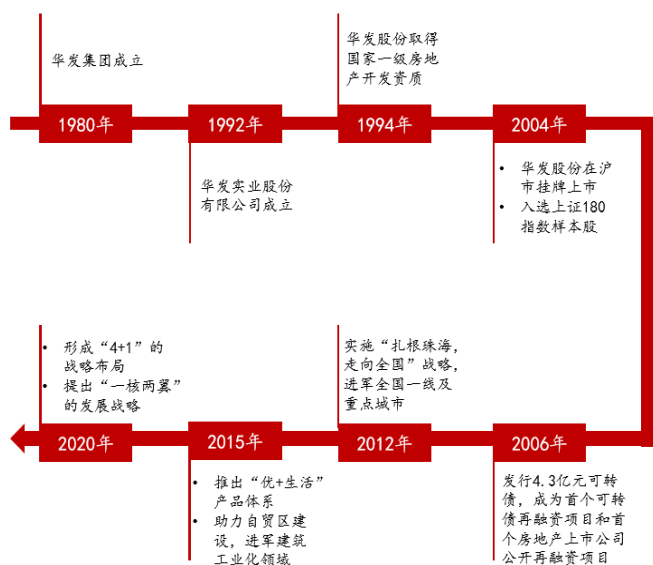 华发集团成立
1980年
1992年
华发实业股份
有限公司成立
华发股份取得
国家一级房地
产开发资质
1994年
2004年
• 华发股份在沪
市挂牌上市
• 入选上证180
指数样本股
2006年
发行4.3亿元可转
债，成为首个可转
债再融资项目和首
个房地产上市公司
公开再融资项目
实施“扎根珠海，
走向全国”战略，
进军全国一线及
重点城市
2012年
2015年
• 推出“优+生活”
产品体系
• 助力自贸区建
设，进军建筑
工业化领域
• 形成“4+1”的
战略布局
• 提出“一核两翼”
的发展战略
2020年